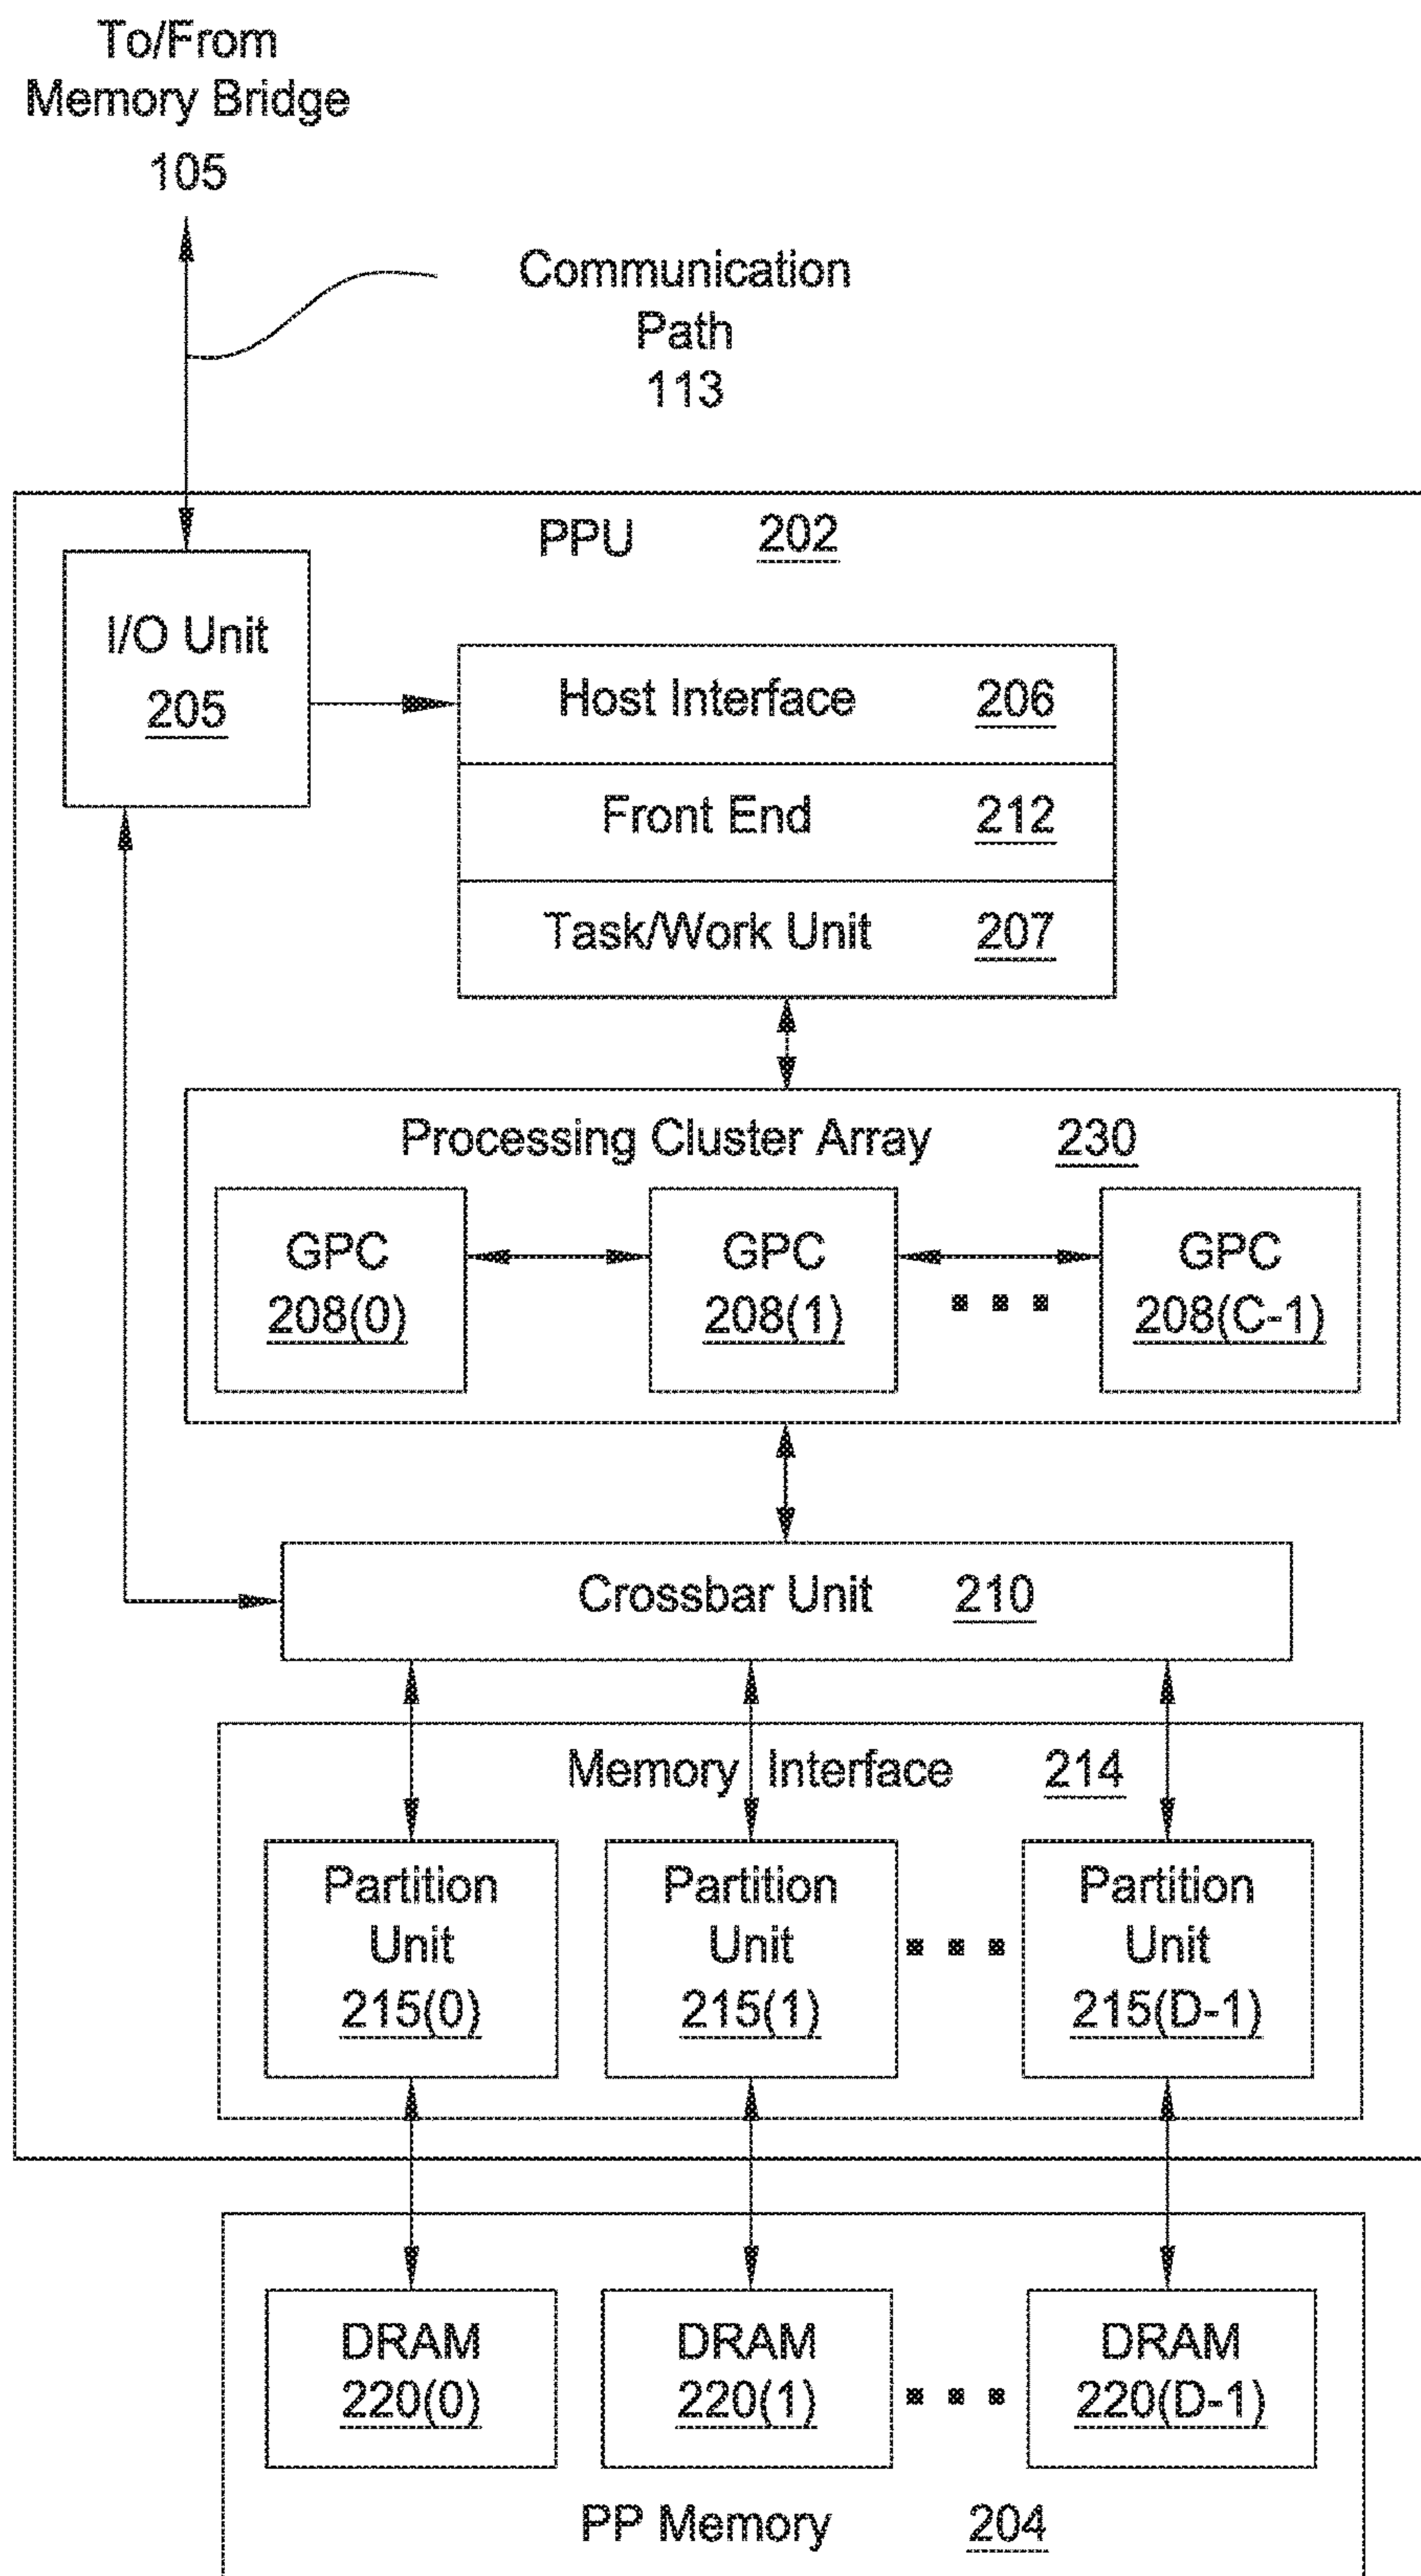 To/From
Memory Bridge
105
Communication
Path
113
PPU 202
I/O Unit
205
Host Interface 206
Front End 212
Task/Work Unit 207
Processing Cluster Array 230
GPC
208(0)
GPC
208(1)
GPC
208(C-1)
Crossbar Unit 210
Memory Interface 214
Partition
Unit
215(0)
Partition
Unit
215(1)
Partition
Unit
215(D-1)
DRAM
220(0)
DRAM
220(1)
DRAM
220(D-1)
PP Memory 204